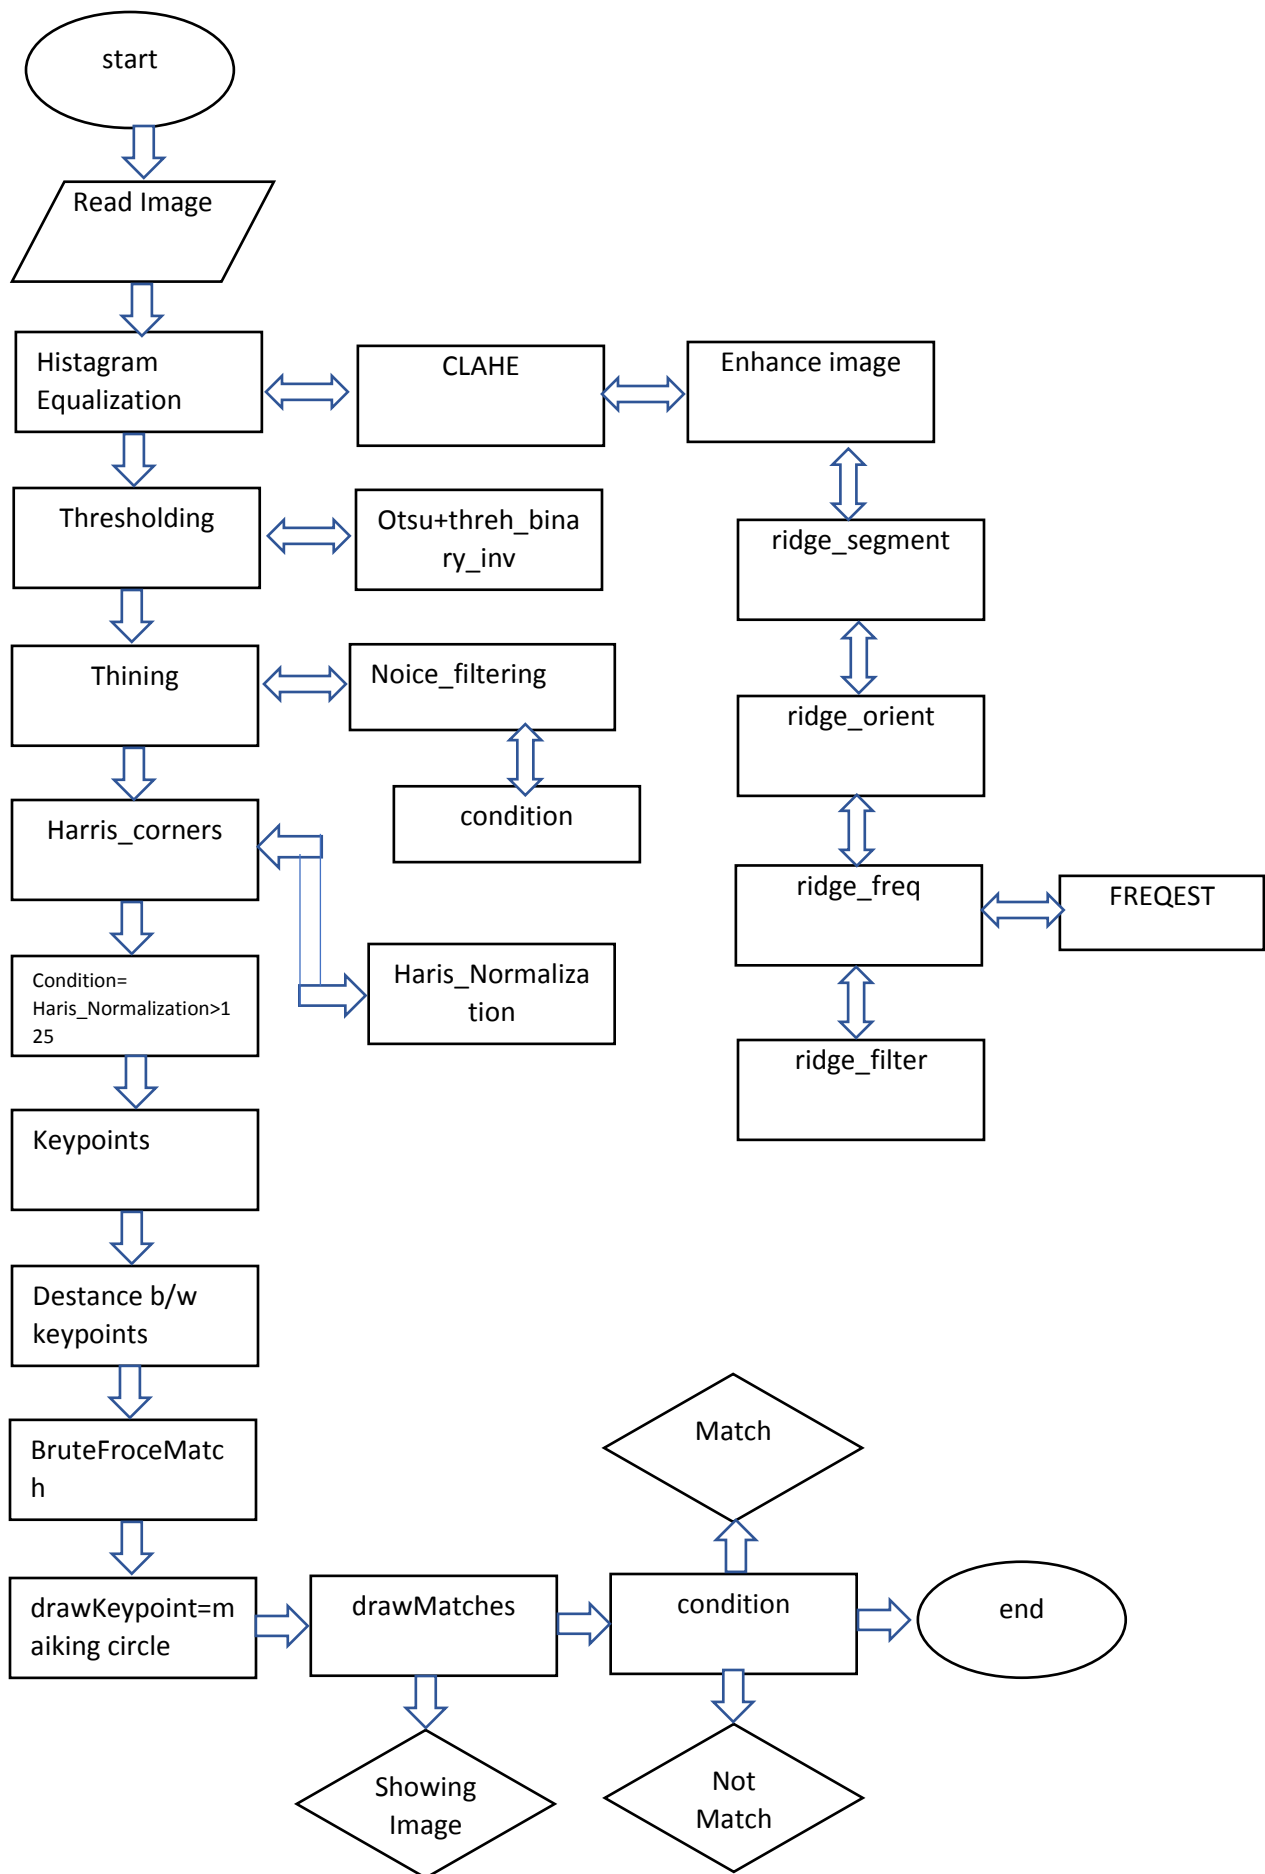 start
Read Image
Histagram
Equalization
CLAHE
Enhance image
Thresholding
Otsu+threh_bina
ry_inv
ridge_segment
Thining
Noice_filtering
ridge_orient
Harris_corners
condition
ridge_freq
FREQEST
Condition=
Haris_Normalization>1
25
Haris_Normaliza
tion
ridge_filter
Keypoints
Destance b/w
keypoints
BruteFroceMatc
h
Match
drawKeypoint=m
aiking circle
drawMatches
condition
end
Showing
Image
Not
Match